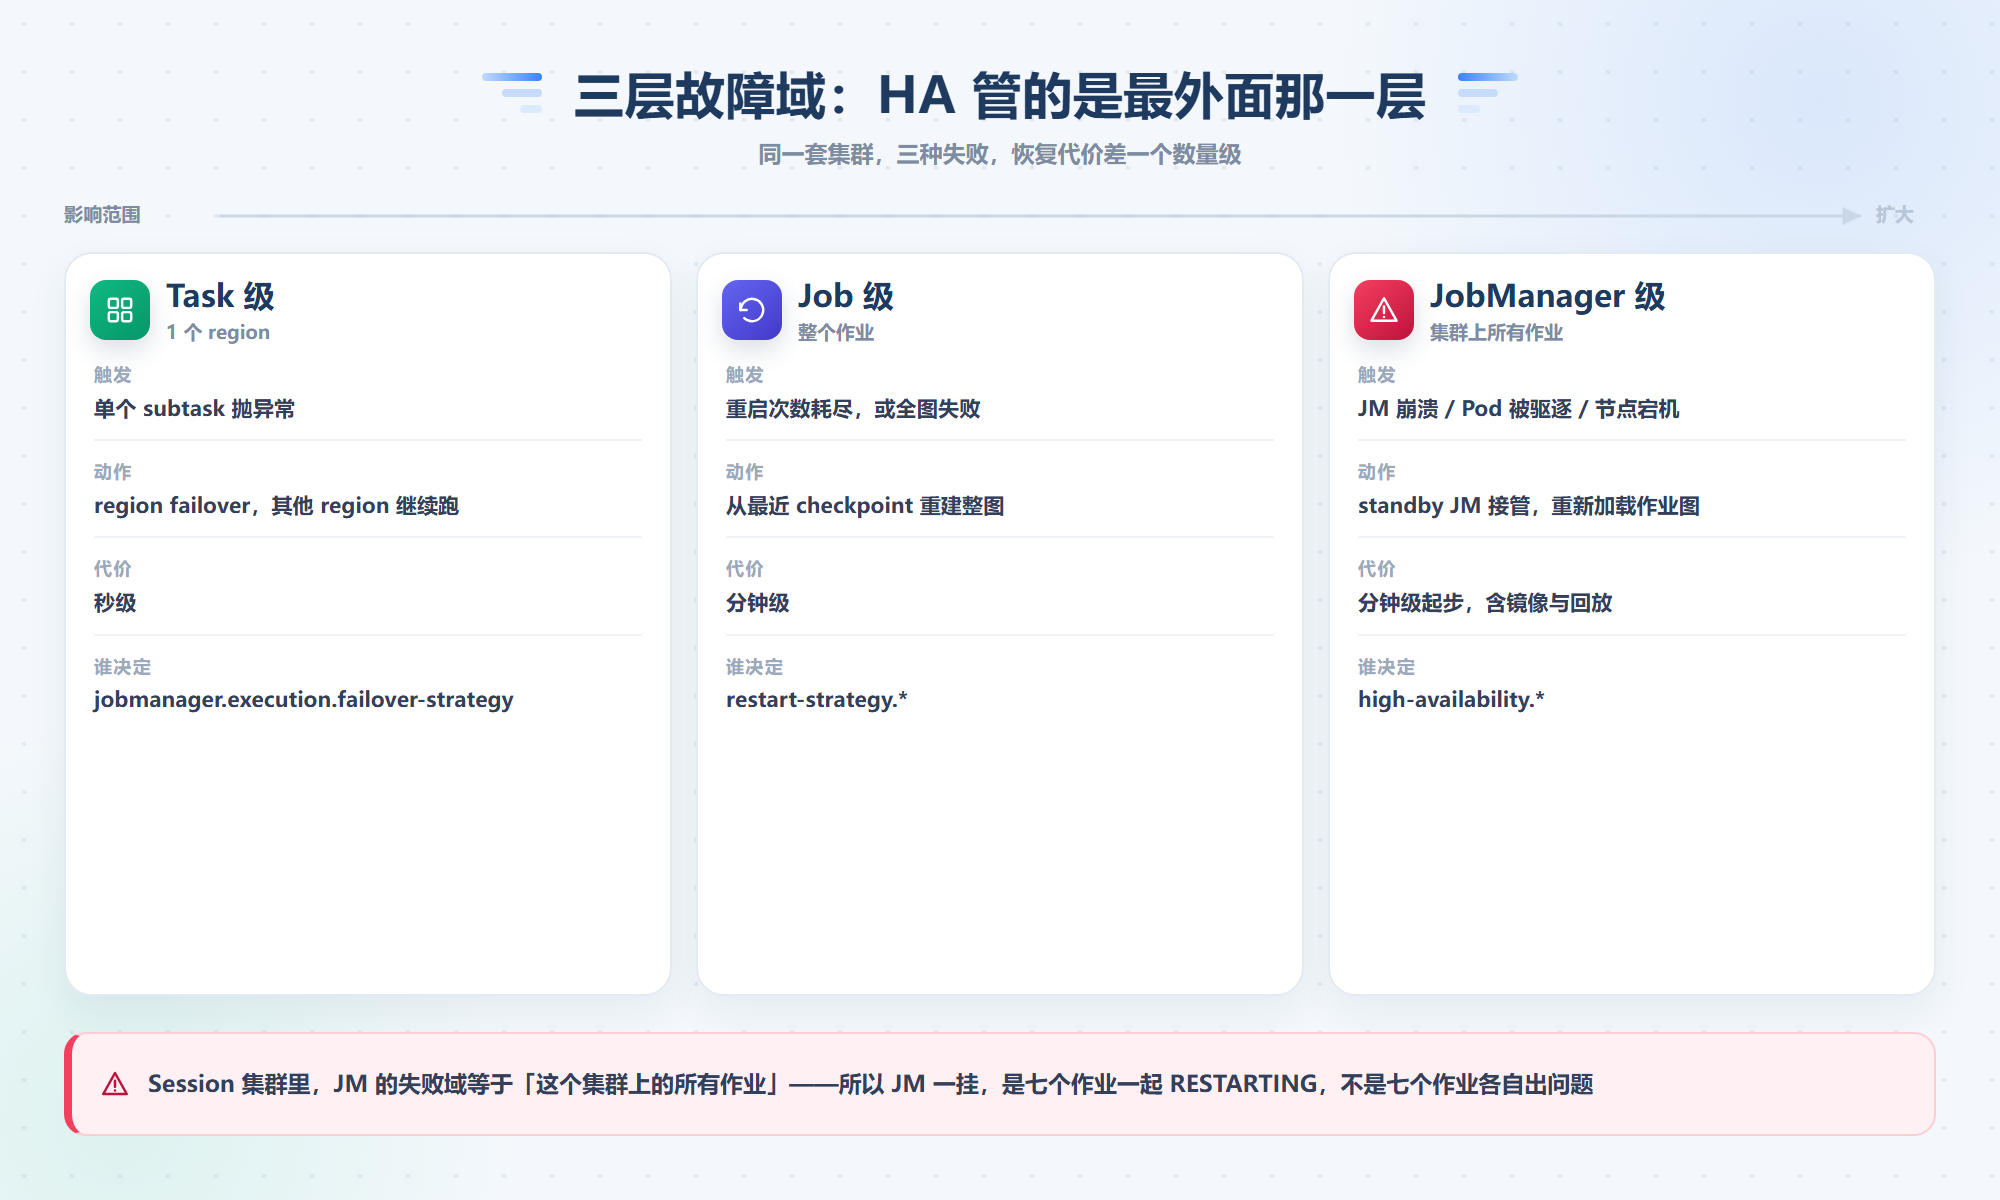 三层故障域：HA 管的是最外面那一层
同一套集群，三种失败，恢复代价差一个数量级
影响范围
扩大
Task 级
1 个 region
触发
单个 subtask 抛异常
动作
region failover，其他 region 继续跑
代价
秒级
谁决定
jobmanager.execution.failover-strategy
Job 级
整个作业
触发
重启次数耗尽，或全图失败
动作
从最近 checkpoint 重建整图
代价
分钟级
谁决定
restart-strategy.*
JobManager 级
集群上所有作业
触发
JM 崩溃 / Pod 被驱逐 / 节点宕机
动作
standby JM 接管，重新加载作业图
代价
分钟级起步，含镜像与回放
谁决定
high-availability.*
Session 集群里，JM 的失败域等于「这个集群上的所有作业」——所以 JM 一挂，是七个作业一起 RESTARTING，不是七个作业各自出问题